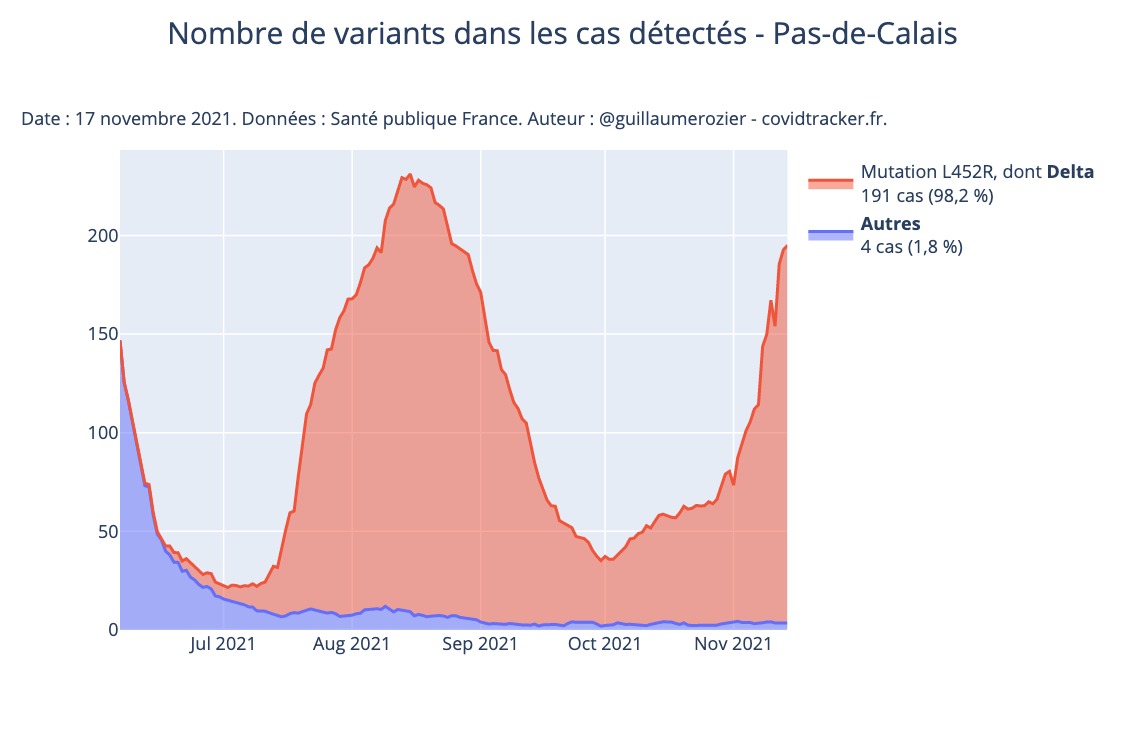 Nombre de variants dans les cas détectés - Pas-de-Calais
Date : 17 novembre 2021. Données : Santé publique France. Auteur : @guillaumerozier - covidtracker.fr.
Mutation L452R, dont Delta
191 cas (98,2 %)
Autres
4 cas (1,8 %)
200
150
100
50
0
Jul 2021
Aug 2021
Sep 2021
Oct 2021
Nov 2021